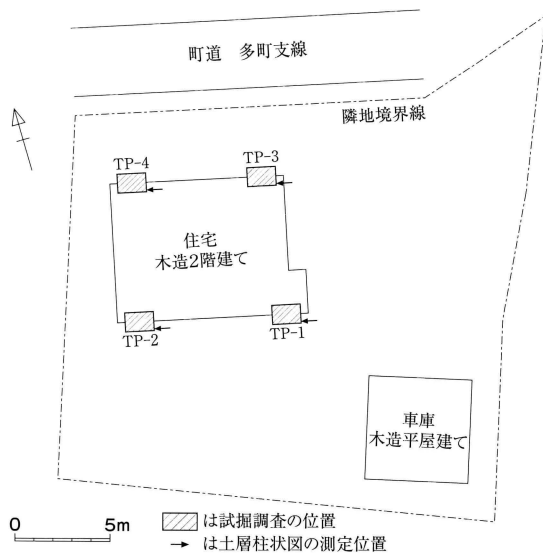 町道 多町支線
隣地境界線
TP-4
TP-3
住宅
木造2階建て
TP-2
TP-1
車庫
木造平屋建て
0 5m
は試掘調査の位置
は土層柱状図の測定位置